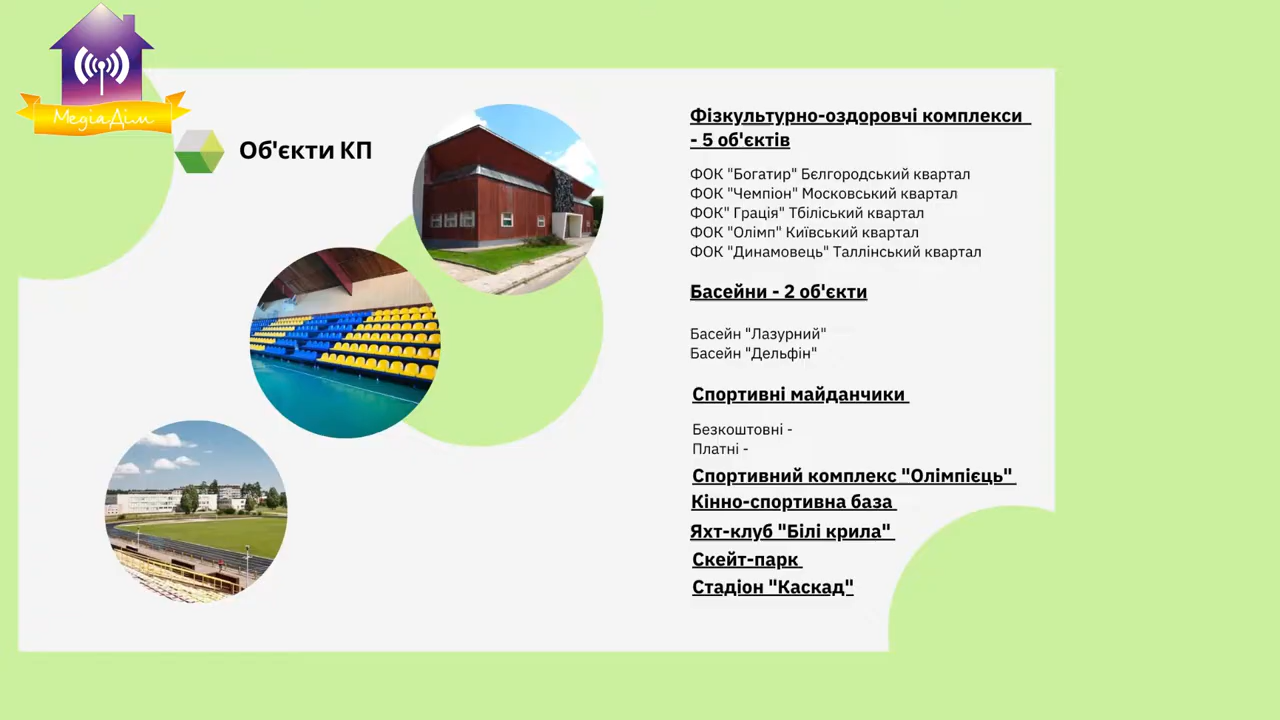 МедіаДім
Об'єкти КП
Фізкультурно-оздоровчі комплекси
- 5 об'єктів
ФОК "Богатир" Бєлгородський квартал
ФОК "Чемпіон" Московський квартал
ФОК" Грація" Тбіліський квартал
ФОК "Олімп" Київський квартал
ФОК "Динамовець" Таллінський квартал
Басейни - 2 об'єкти
Басейн "Лазурний"
Басейн "Дельфін"
Спортивні майданчики
Безкоштовні -
Платні -
Спортивний комплекс "Олімпієць"
Кінно-спортивна база
Яхт-клуб "Білі крила"
Скейт-парк
Стадіон "Каскад"